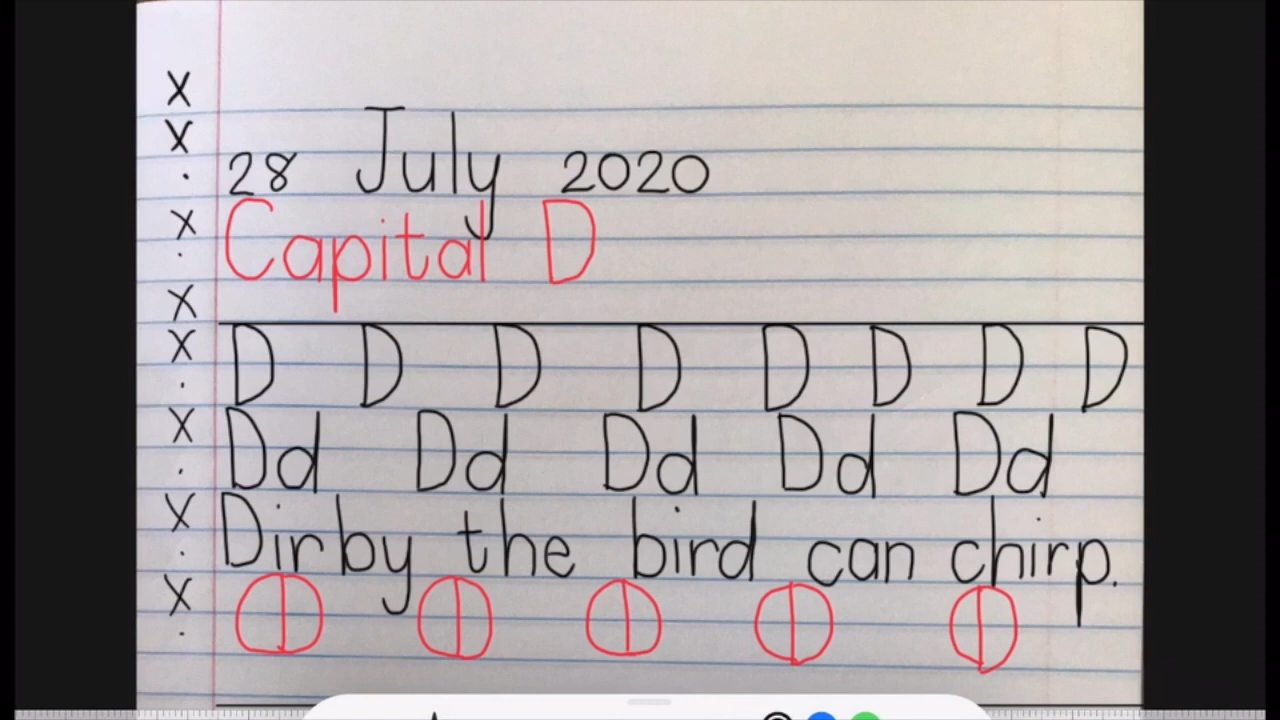 x
x
. 28 July 2020
x Capital D
.
x
x D D D D D D D D
.
x Dd Dd Dd Dd Dd
.
x Dirby the bird can chirp.
.
x
.